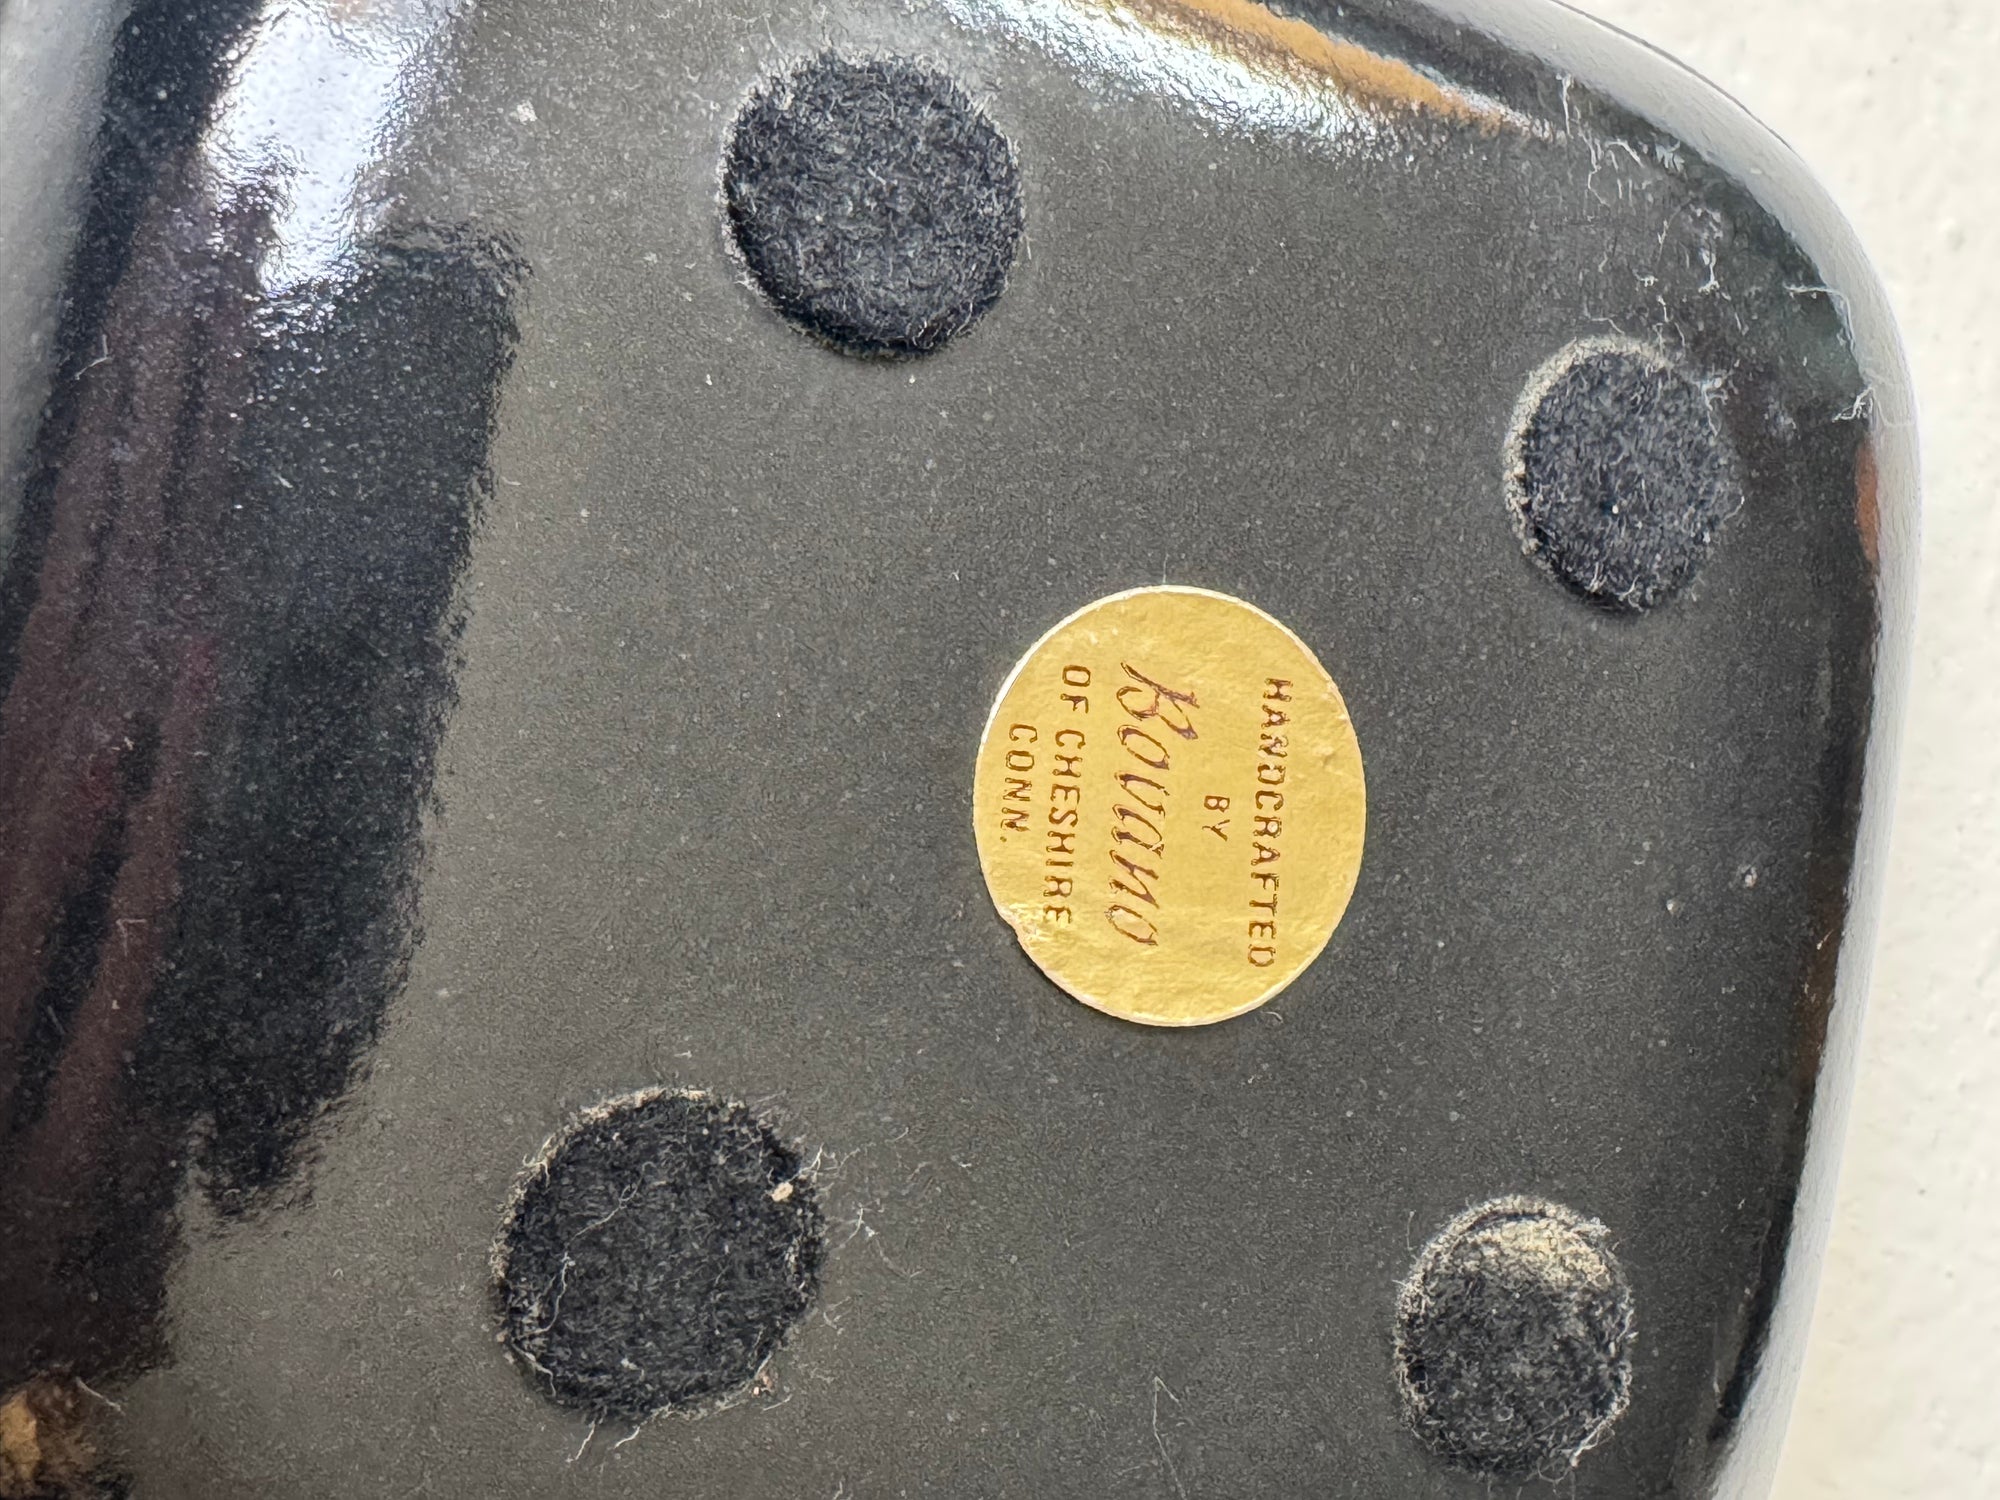 HANDCRAFTED
BY
Bovano
OF CHESHIRE
CONN.